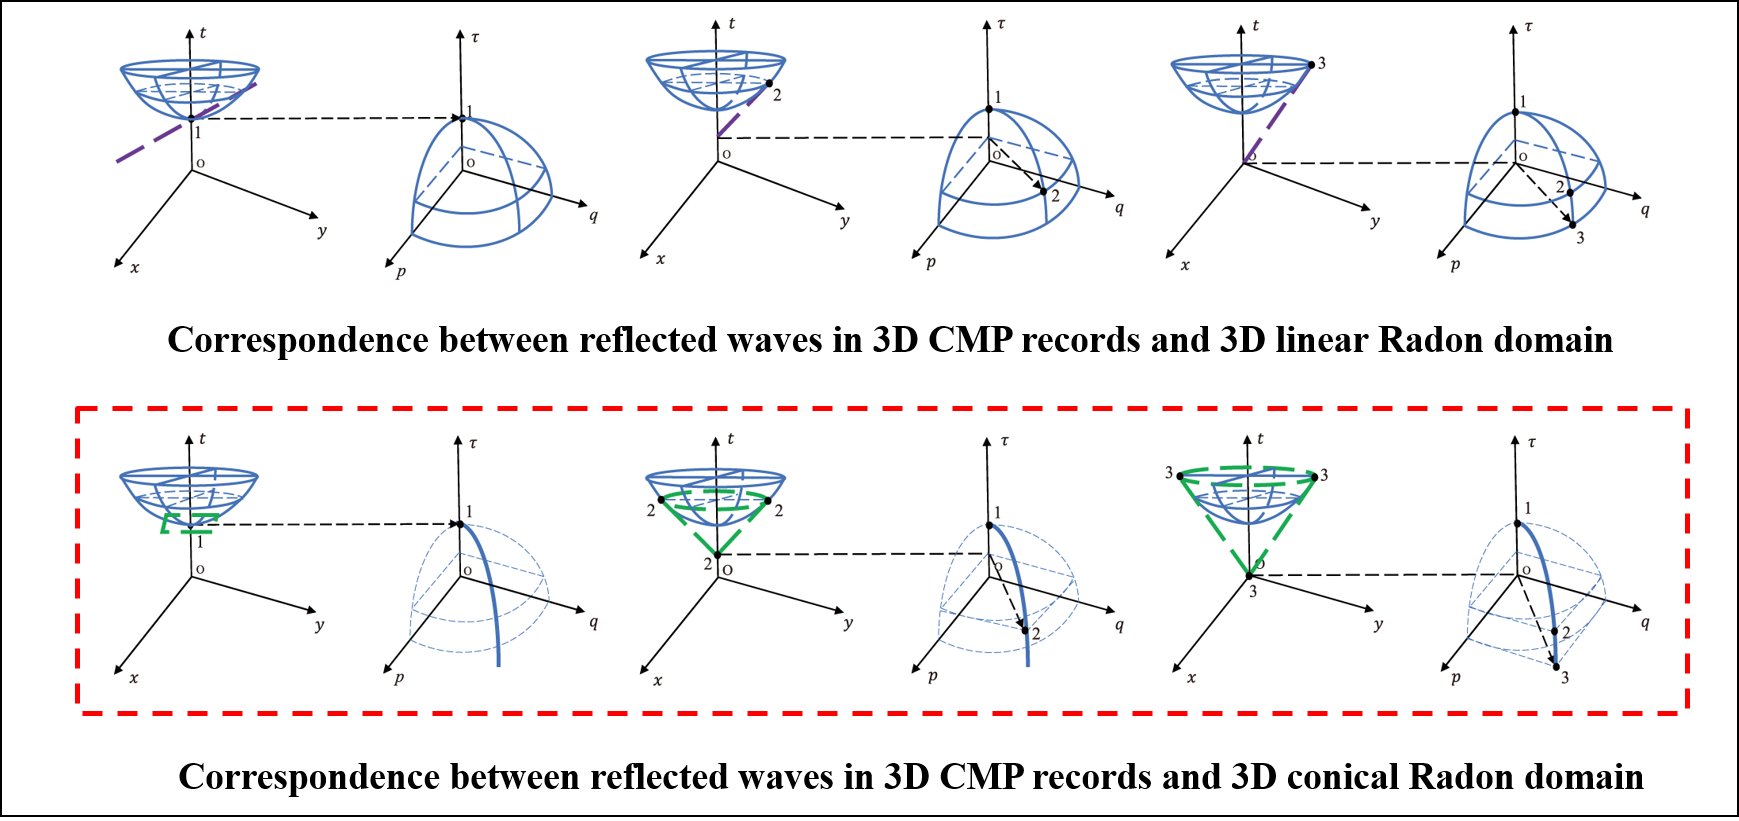 t
τ
1
1
o
o
x
y
p
q
t
τ
2
1
o
o
2
x
y
p
q
t
τ
3
1
o
o
2
3
x
y
p
q
Correspondence between reflected waves in 3D CMP records and 3D linear Radon domain
t
τ
1
1
o
o
x
y
p
q
t
τ
2
2
1
2
o
o
2
x
y
p
q
t
τ
3
3
1
o
o
3
2
3
x
y
p
q
Correspondence between reflected waves in 3D CMP records and 3D conical Radon domain